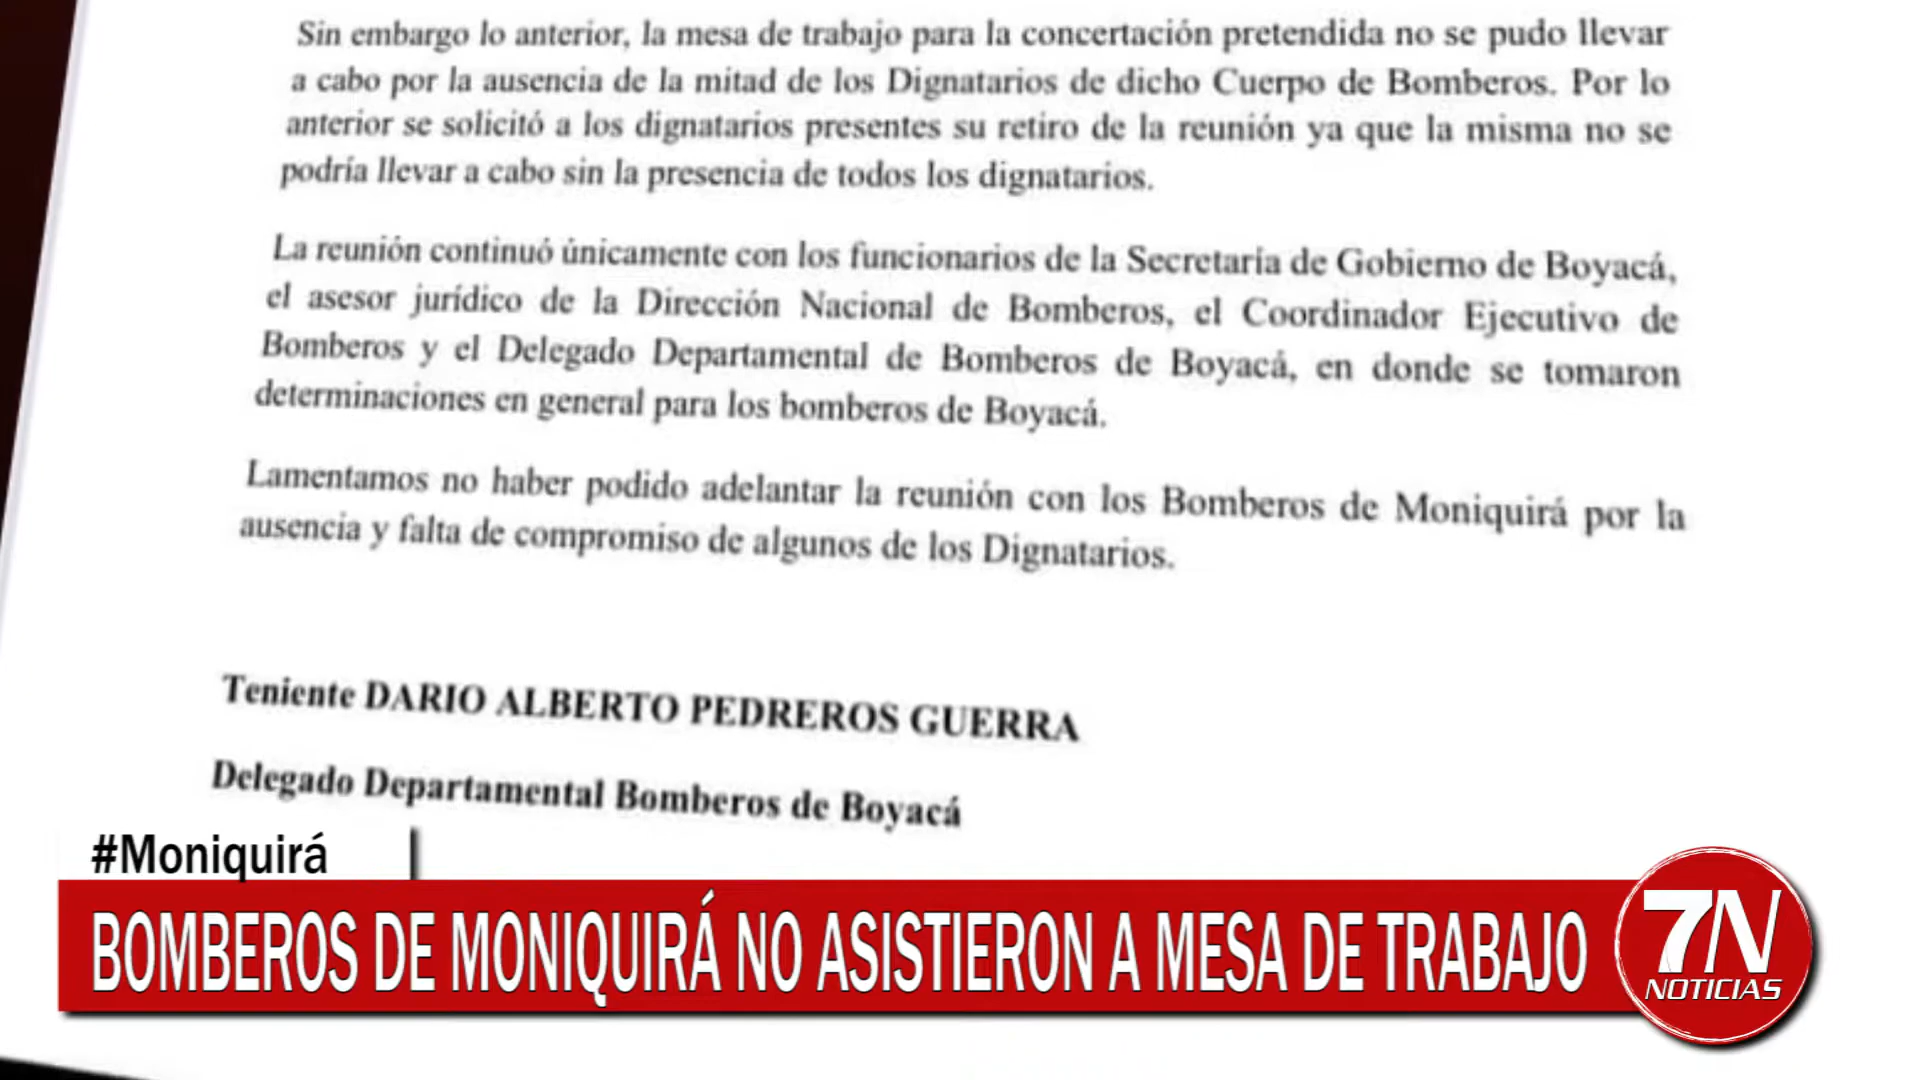 Sin embargo lo anterior, la mesa de trabajo para la concertación pretendida no se pudo llevar
a cabo por la ausencia de la mitad de los Dignatarios de dicho Cuerpo de Bomberos. Por lo
anterior se solicitó a los dignatarios presentes su retiro de la reunión ya que la misma no se
podría llevar a cabo sin la presencia de todos los dignatarios.
La reunión continuó únicamente con los funcionarios de la Secretaría de Gobierno de Boyacá,
el asesor jurídico de la Dirección Nacional de Bomberos, el Coordinador Ejecutivo de
Bomberos y el Delegado Departamental de Bomberos de Boyacá, en donde se tomaron
determinaciones en general para los bomberos de Boyacá.
Lamentamos no haber podido adelantar la reunión con los Bomberos de Moniquirá por la
ausencia y falta de compromiso de algunos de los Dignatarios.
Teniente DARIO ALBERTO PEDREROS GUERRA
Delegado Departamental Bomberos de Boyacá
#Moniquirá
BOMBEROS DE MONIQUIRÁ NO ASISTIERON A MESA DE TRABAJO
7N
NOTICIAS